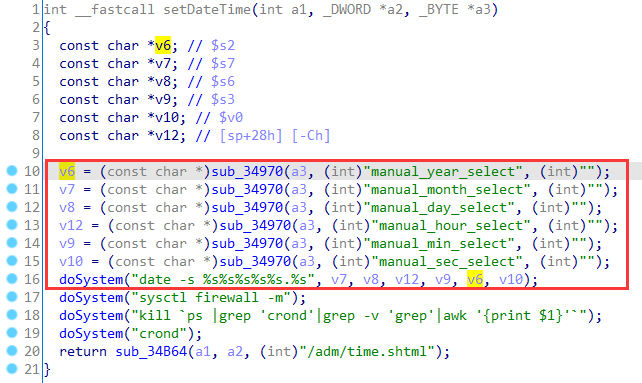 1 int __fastcall setDateTime(int a1, _DWORD *a2, _BYTE *a3)
2 {
3   const char *v6; // $s2
4   const char *v7; // $s7
5   const char *v8; // $s6
6   const char *v9; // $s3
7   const char *v10; // $v0
8   const char *v12; // [sp+28h] [-Ch]
9
10   v6 = (const char *)sub_34970(a3, (int)"manual_year_select", (int)"");
11   v7 = (const char *)sub_34970(a3, (int)"manual_month_select", (int)"");
12   v8 = (const char *)sub_34970(a3, (int)"manual_day_select", (int)"");
13   v12 = (const char *)sub_34970(a3, (int)"manual_hour_select", (int)"");
14   v9 = (const char *)sub_34970(a3, (int)"manual_min_select", (int)"");
15   v10 = (const char *)sub_34970(a3, (int)"manual_sec_select", (int)"");
16   doSystem("date -s %s%s%s%s%s.%s", v7, v8, v12, v9, v6, v10);
17   doSystem("sysctl firewall -m");
18   doSystem("kill `ps |grep 'crond'|grep -v 'grep'|awk '{print $1}'`");
19   doSystem("crond");
20   return sub_34B64(a1, a2, (int)"/adm/time.shtml");
21 }